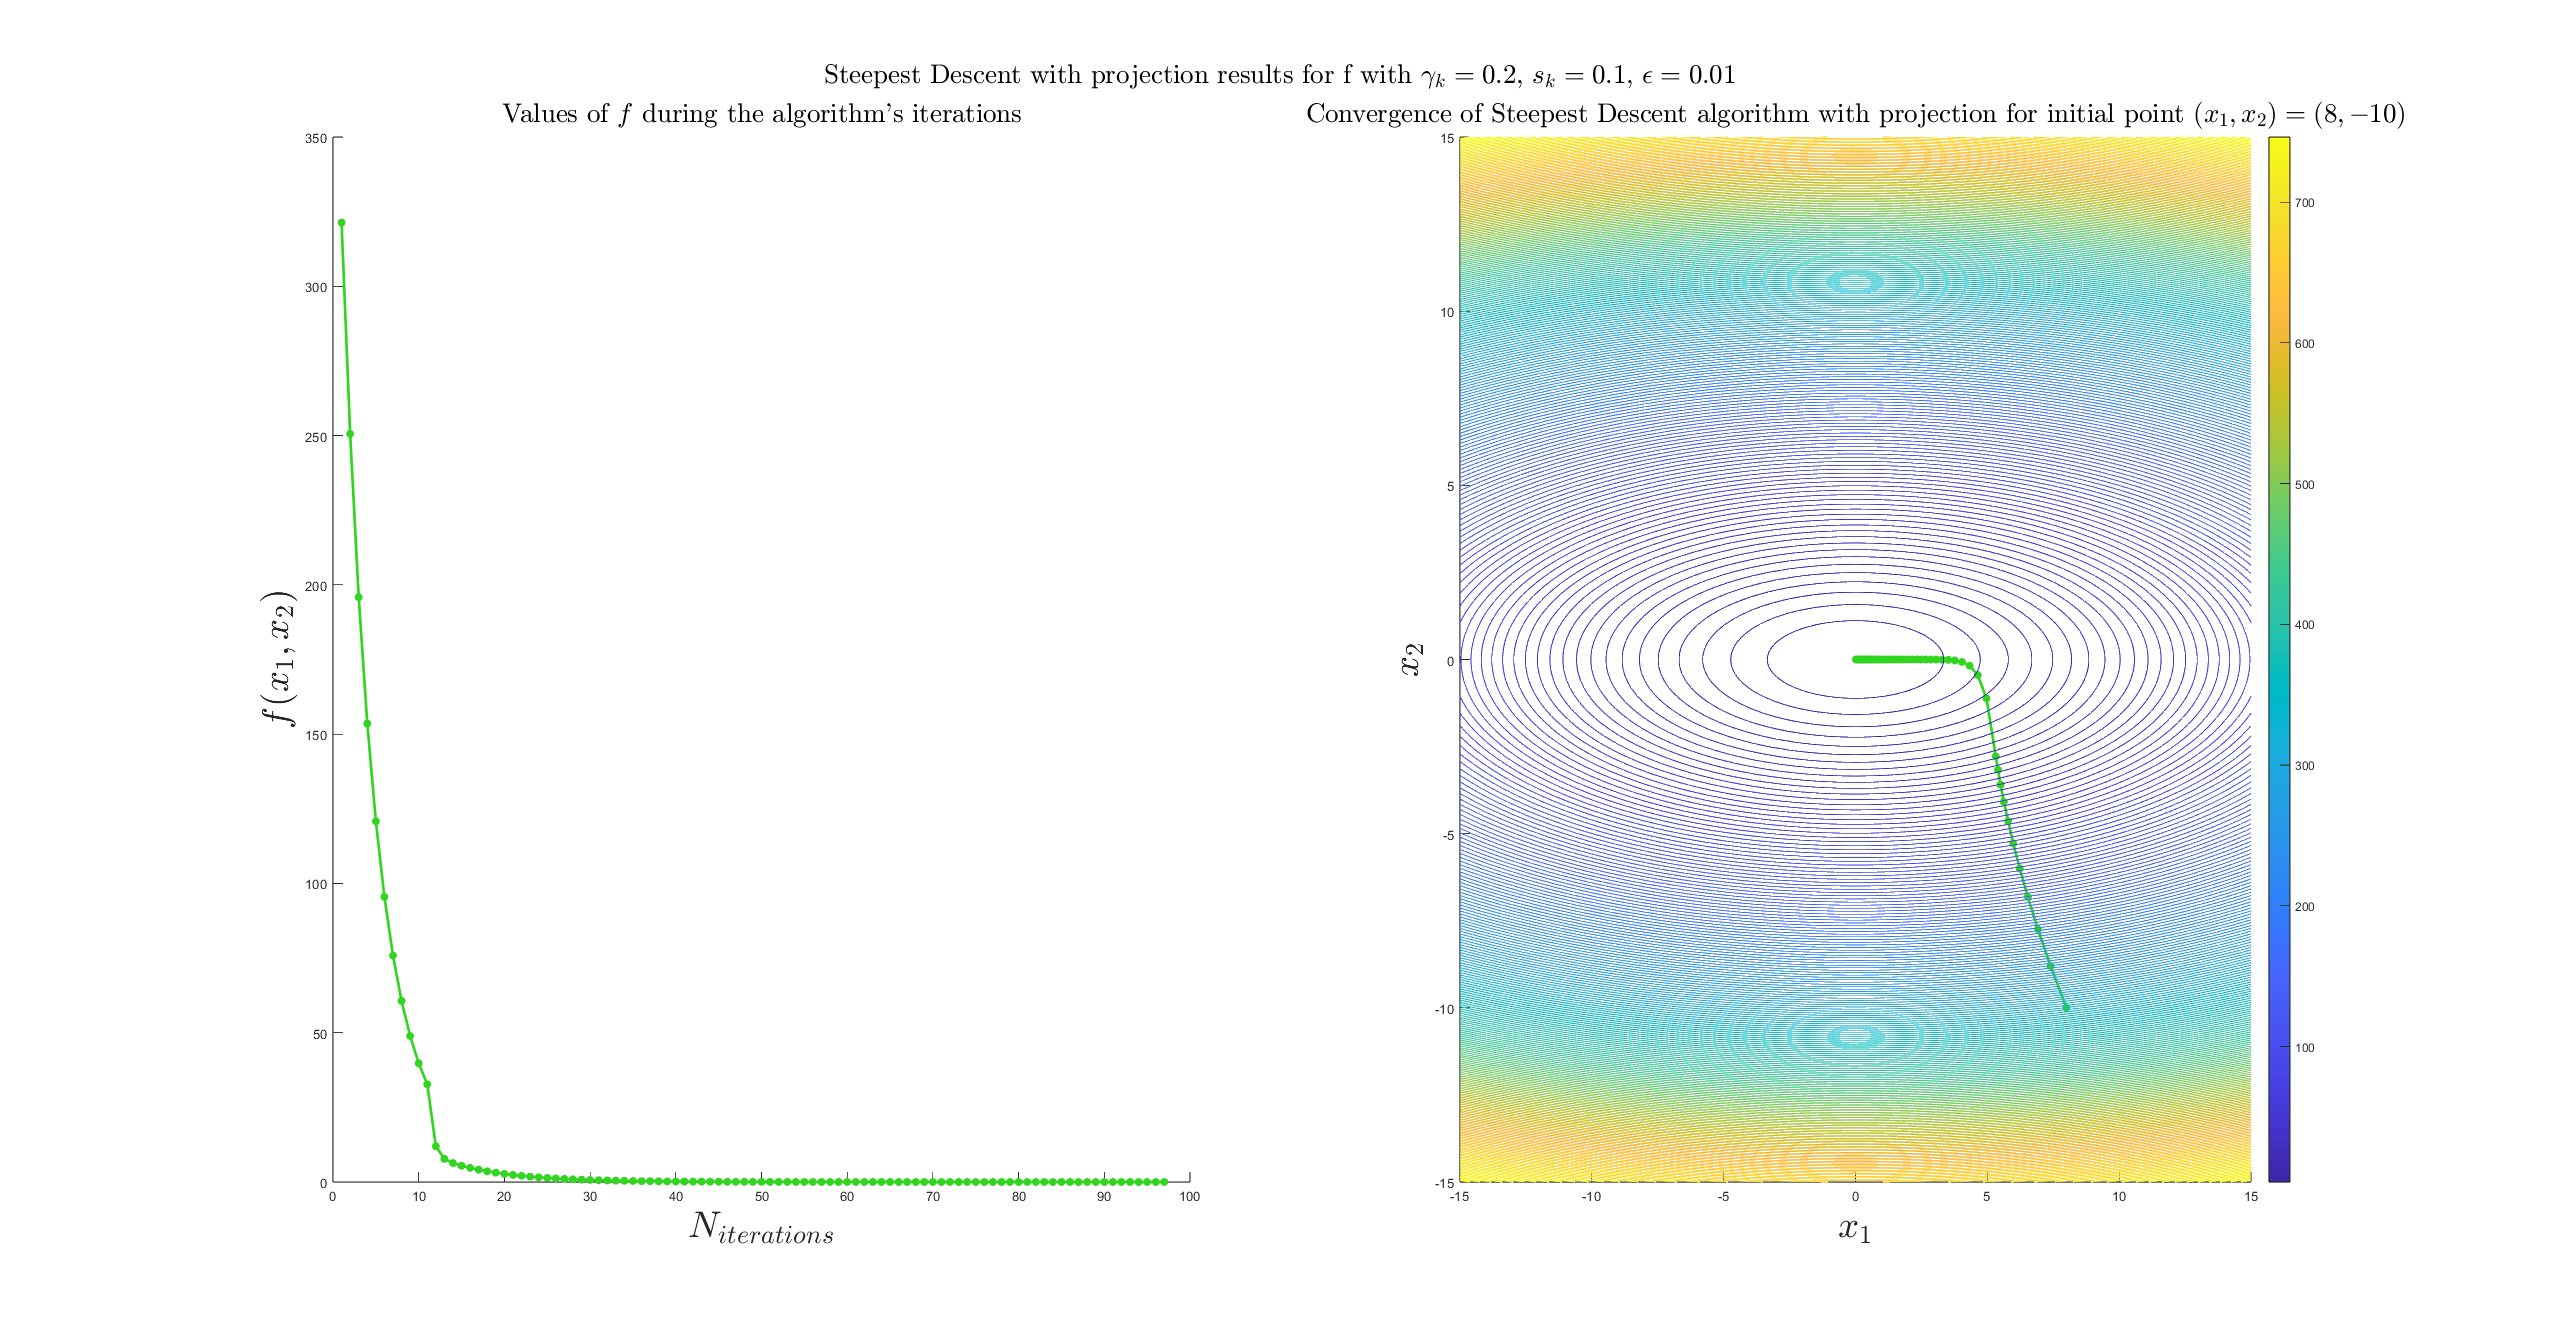 Steepest Descent with projection results for f with γ_k = 0.2, s_k = 0.1, ϵ = 0.01
Values of f during the algorithm's iterations
350
300
250
200
150
100
50
0
0 10 20 30 40 50 60 70 80 90 100
f(x_1, x_2)
N_{iterations}
Convergence of Steepest Descent algorithm with projection for initial point (x_1, x_2) = (8, −10)
15
10
5
0
-5
-10
-15
-15 -10 -5 0 5 10 15
x_2
x_1
700
600
500
400
300
200
100